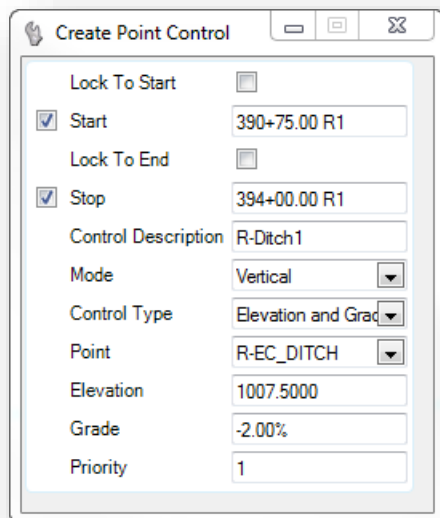 Create Point Control
Lock To Start
Start 390+75.00 R1
Lock To End
Stop 394+00.00 R1
Control Description R-Ditch1
Mode Vertical
Control Type Elevation and Grac
Point R-EC_DITCH
Elevation 1007.5000
Grade -2.00%
Priority 1